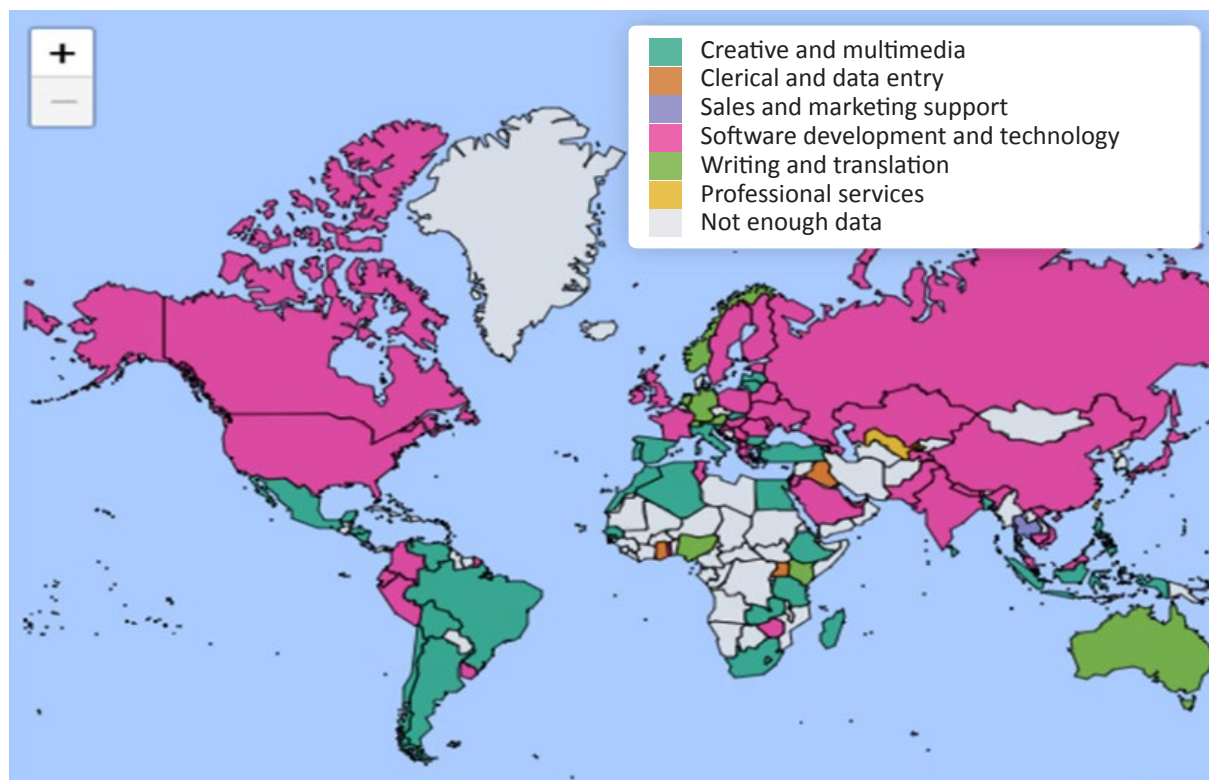 +
−
Creative and multimedia
Clerical and data entry
Sales and marketing support
Software development and technology
Writing and translation
Professional services
Not enough data